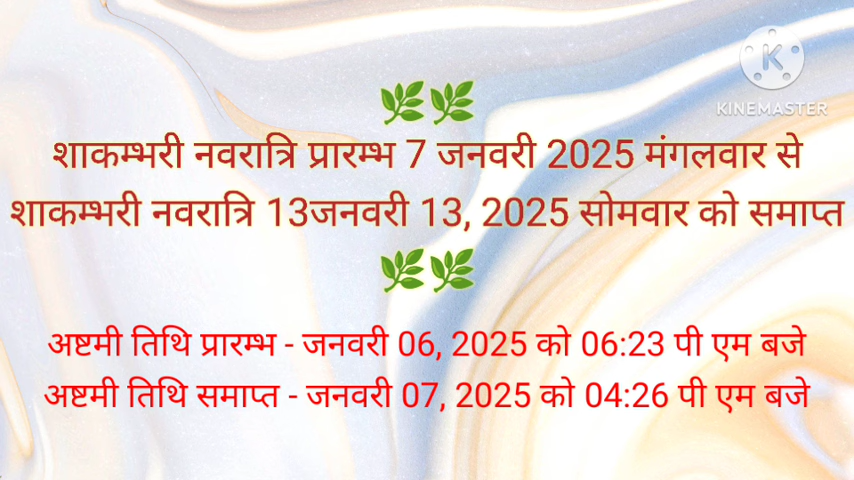 KINEMASTER
शाकम्भरी नवरात्रि प्रारम्भ 7 जनवरी 2025 मंगलवार से
शाकम्भरी नवरात्रि 13जनवरी 13, 2025 सोमवार को समाप्त
अष्टमी तिथि प्रारम्भ - जनवरी 06, 2025 को 06:23 पी एम बजे
अष्टमी तिथि समाप्त - जनवरी 07, 2025 को 04:26 पी एम बजे